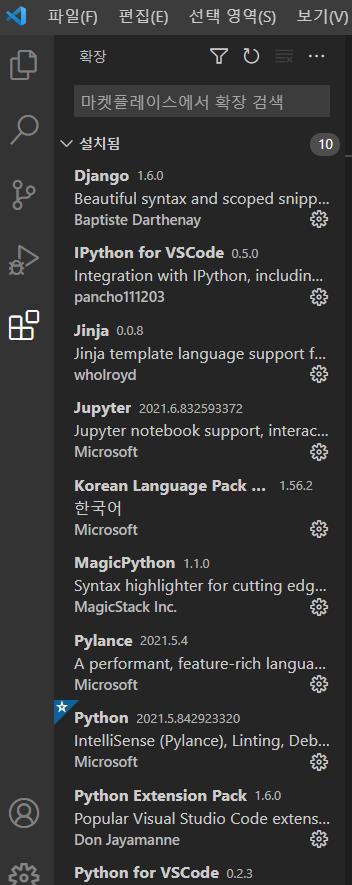 파일(F) 편집(E) 선택 영역(S) 보기(V)
확장
마켓플레이스에서 확장 검색
설치됨 10
Django 1.6.0
Beautiful syntax and scoped snipp...
Baptiste Darthenay
IPython for VSCode 0.5.0
Integration with IPython, includin...
pancho111203
Jinja 0.0.8
Jinja template language support f...
wholroyd
Jupyter 2021.6.832593372
Jupyter notebook support, interac...
Microsoft
Korean Language Pack ... 1.56.2
한국어
Microsoft
MagicPython 1.1.0
Syntax highlighter for cutting edg...
MagicStack Inc.
Pylance 2021.5.4
A performant, feature-rich langua...
Microsoft
Python 2021.5.842923320
IntelliSense (Pylance), Linting, Deb...
Microsoft
Python Extension Pack 1.6.0
Popular Visual Studio Code extens...
Don Jayamanne
Python for VSCode 0.2.3